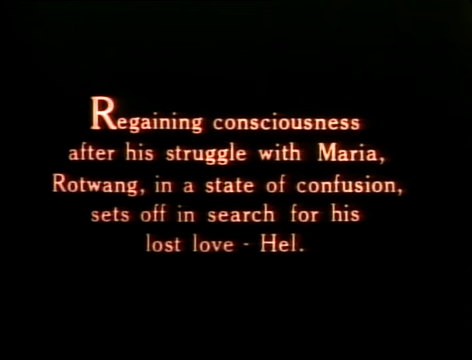 Regaining consciousness
after his struggle with Maria,
Rotwang, in a state of confusion,
sets off in search for his
lost love - Hel.